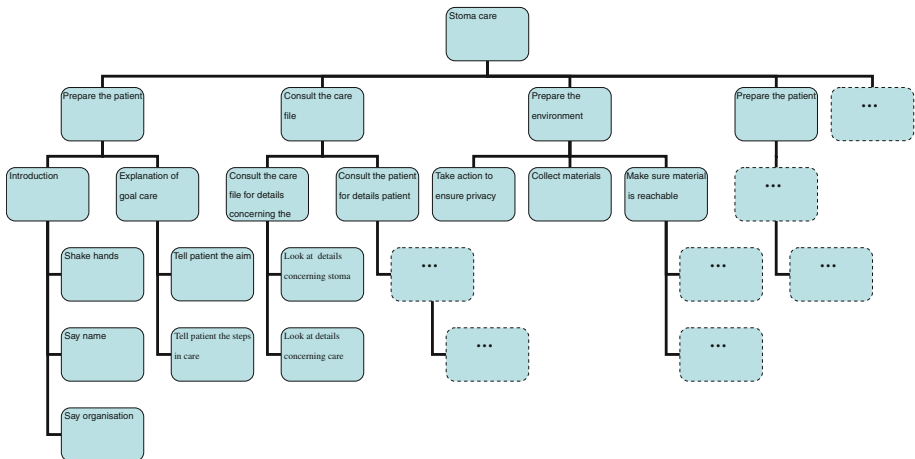 Stoma care
Prepare the patient
Consult the care
file
Prepare the
environment
Prepare the patient
...
Introduction
Explanation of
goal care
Consult the care
file for details
concerning the
Consult the patient
for details patient
Take action to
ensure privacy
Collect materials
Make sure material
is reachable
...
Shake hands
Tell patient the aim
Look at details
concerning stoma
...
...
...
Say name
Tell patient the steps
in care
Look at details
concerning care
...
...
Say organisation